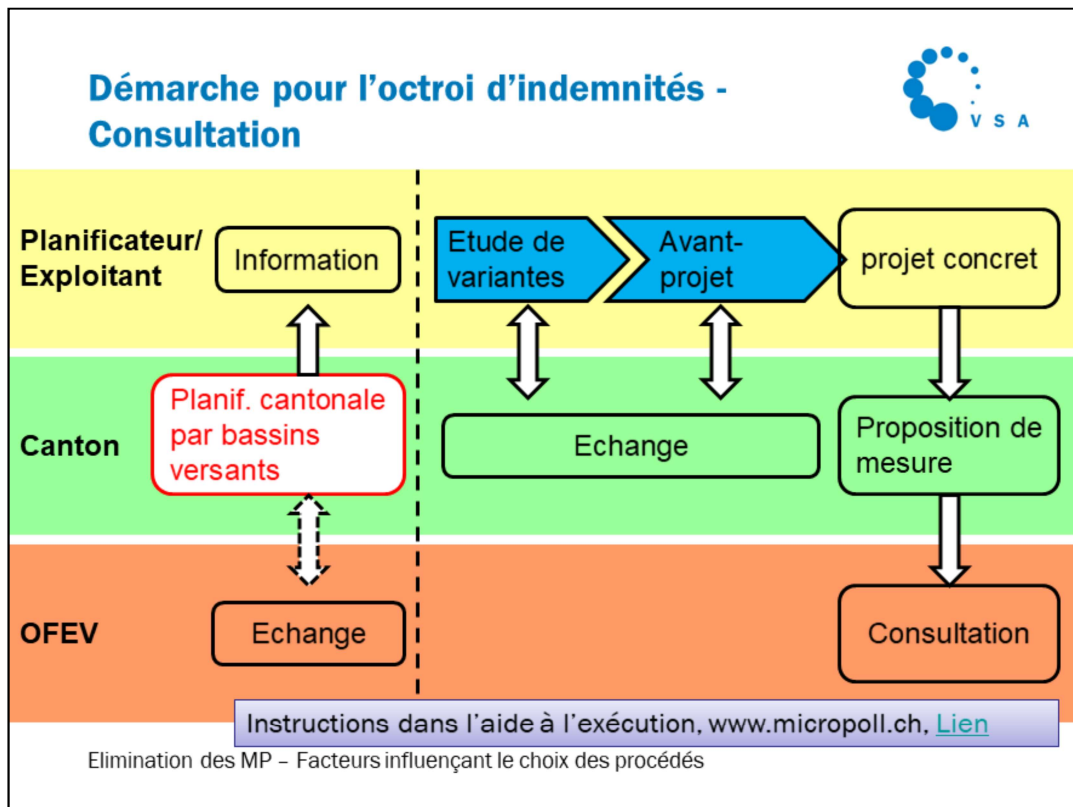 Démarche pour l'octroi d'indemnités -
Consultation
VSA
Planificateur/
Exploitant
Information
Etude de
variantes
Avant-
projet
projet concret
Canton
Planif. cantonale
par bassins
versants
Echange
Proposition de
mesure
OFEV
Echange
Consultation
Instructions dans l'aide à l'exécution, www.micropoll.ch, Lien
Elimination des MP – Facteurs influençant le choix des procédés